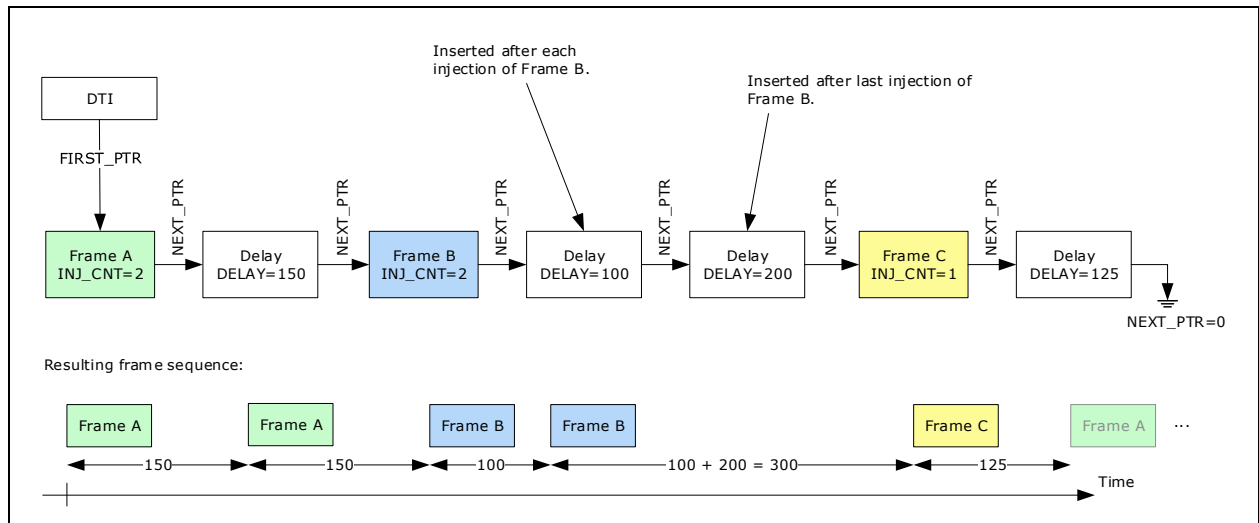 Inserted after each
injection of Frame B.
Inserted after last injection of
Frame B.
DTI
FIRST_PTR
NEXT_PTR
NEXT_PTR
NEXT_PTR
NEXT_PTR
NEXT_PTR
NEXT_PTR
Frame A
INJ_CNT=2
Delay
DELAY=150
Frame B
INJ_CNT=2
Delay
DELAY=100
Delay
DELAY=200
Frame C
INJ_CNT=1
Delay
DELAY=125
NEXT_PTR=0
Resulting frame sequence:
Frame A
Frame A
Frame B
Frame B
Frame C
Frame A
...
150
150
100
100 + 200 = 300
125
Time